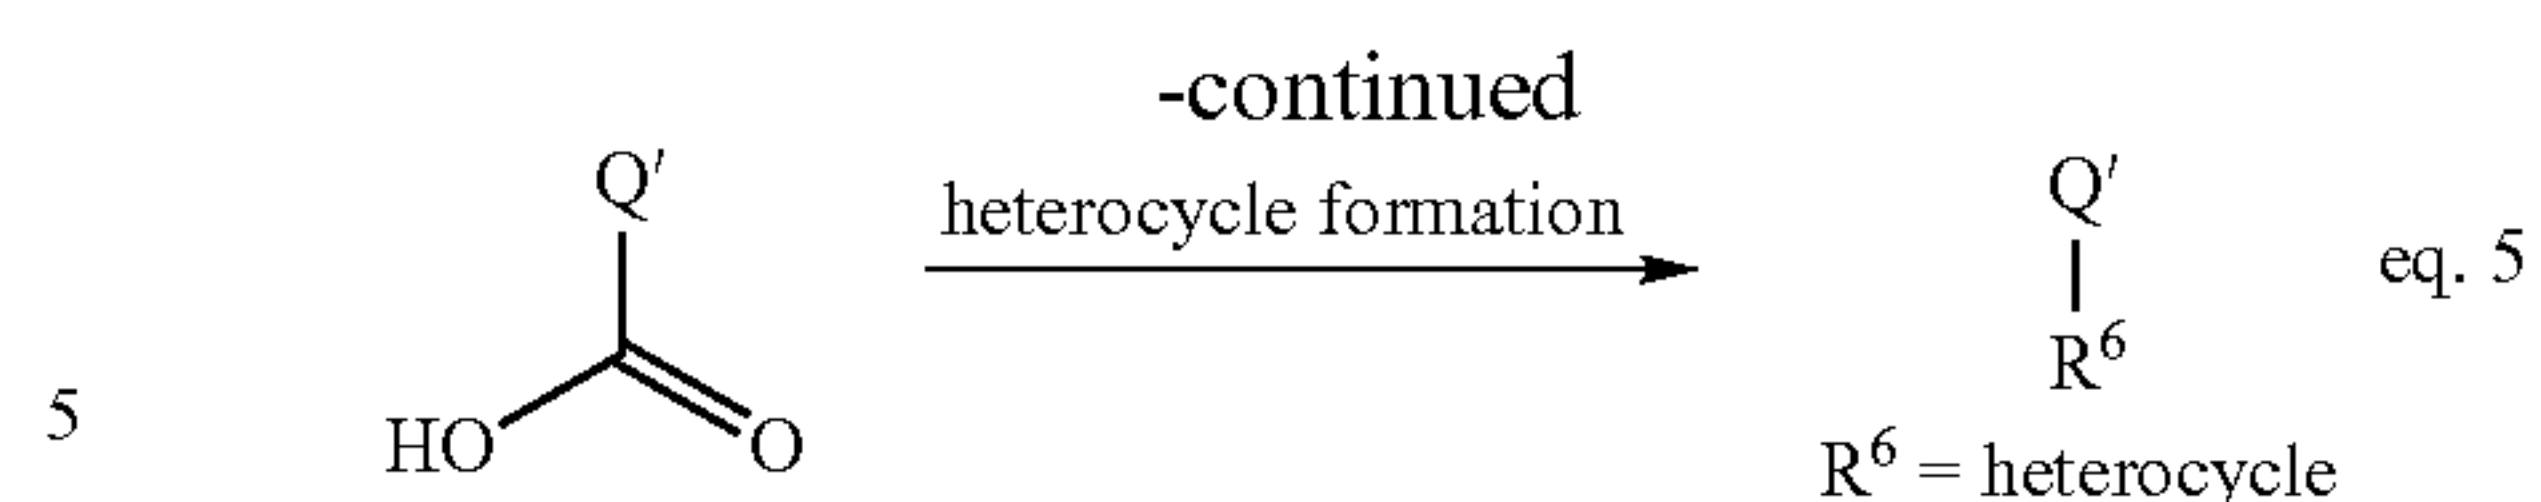 -continued
Q'
heterocycle formation
Q'
eq. 5
R⁶
5
HO
O
R⁶ = heterocycle